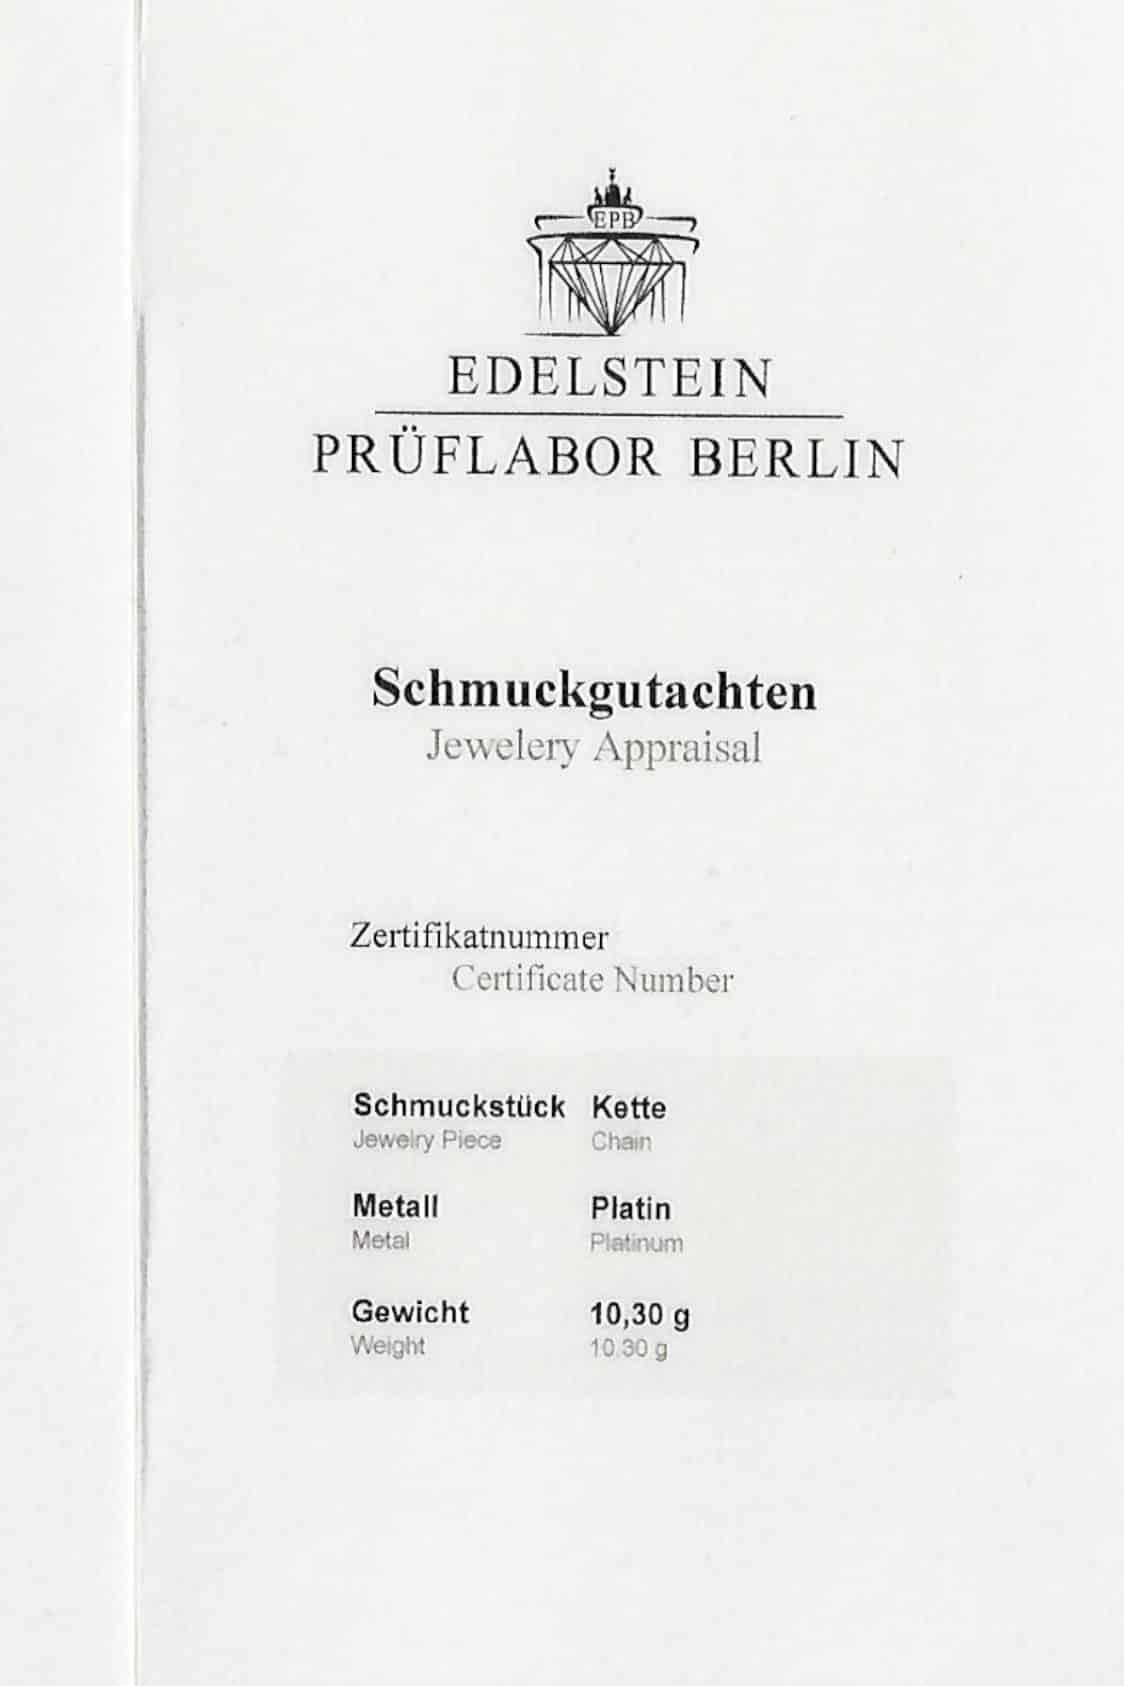 EPB
EDELSTEIN
PRÜFLABOR BERLIN
Schmuckgutachten
Jewelery Appraisal
Zertifikatnummer
Certificate Number
Schmuckstück Kette
Jewelry Piece Chain
Metall Platin
Metal Platinum
Gewicht 10,30 g
Weight 10.30 g